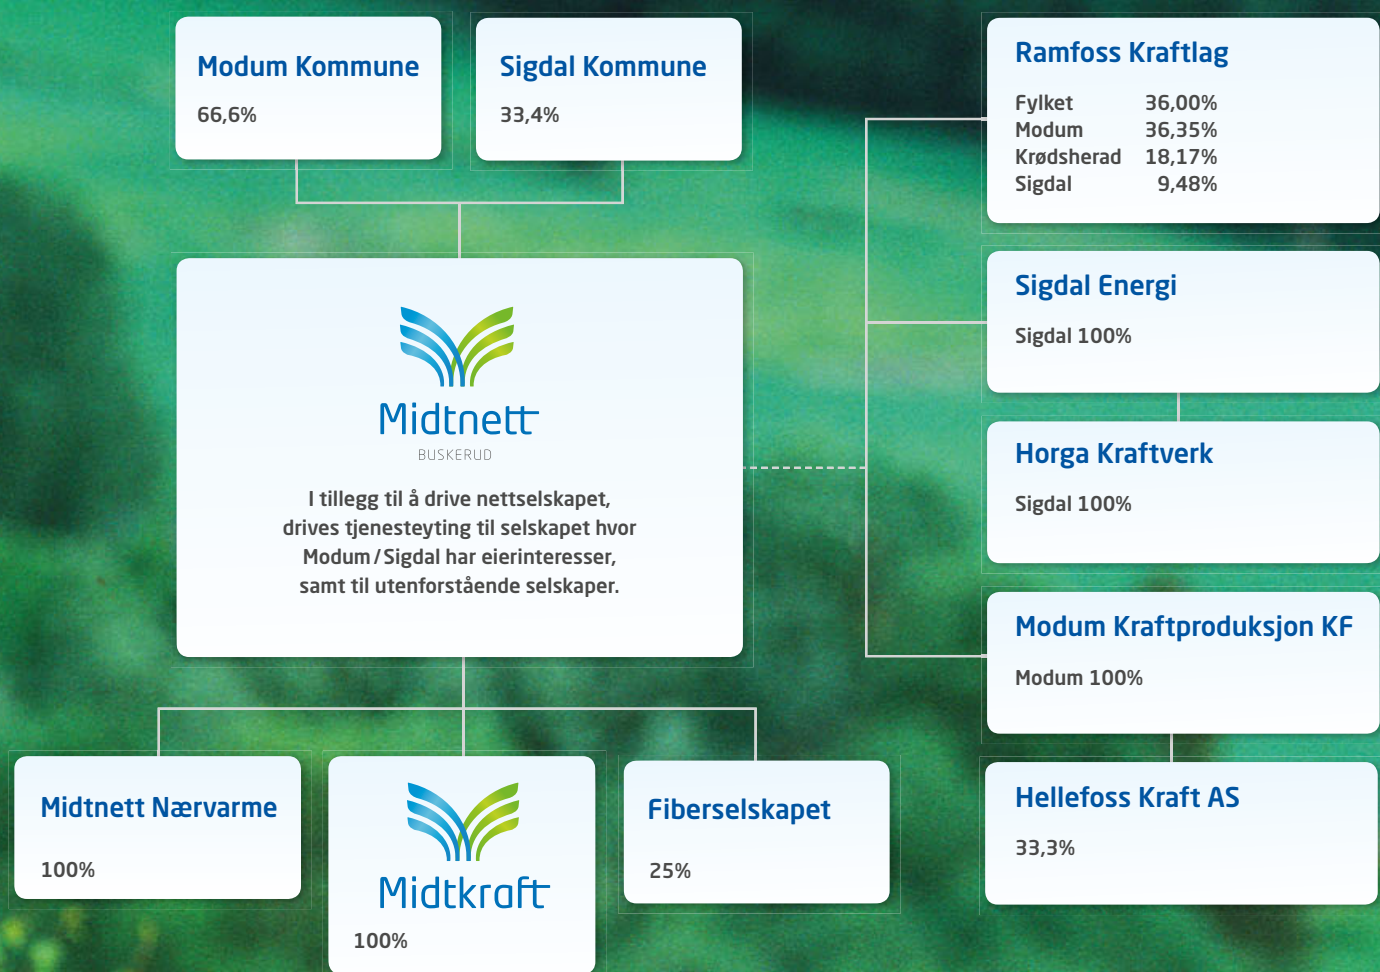 Modum Kommune
66,6%
Sigdal Kommune
33,4%
Midtnett
BUSKERUD
I tillegg til å drive nettselskapet,
drives tjenesteyting til selskapet hvor
Modum/Sigdal har eierinteresser,
samt til utenforstående selskaper.
Midtnett Nærvarme
100%
Midtkraft
100%
Fiberselskapet
25%
Ramfoss Kraftlag
Fylket 36,00%
Modum 36,35%
Krødsherad 18,17%
Sigdal 9,48%
Sigdal Energi
Sigdal 100%
Horga Kraftverk
Sigdal 100%
Modum Kraftproduksjon KF
Modum 100%
Hellefoss Kraft AS
33,3%